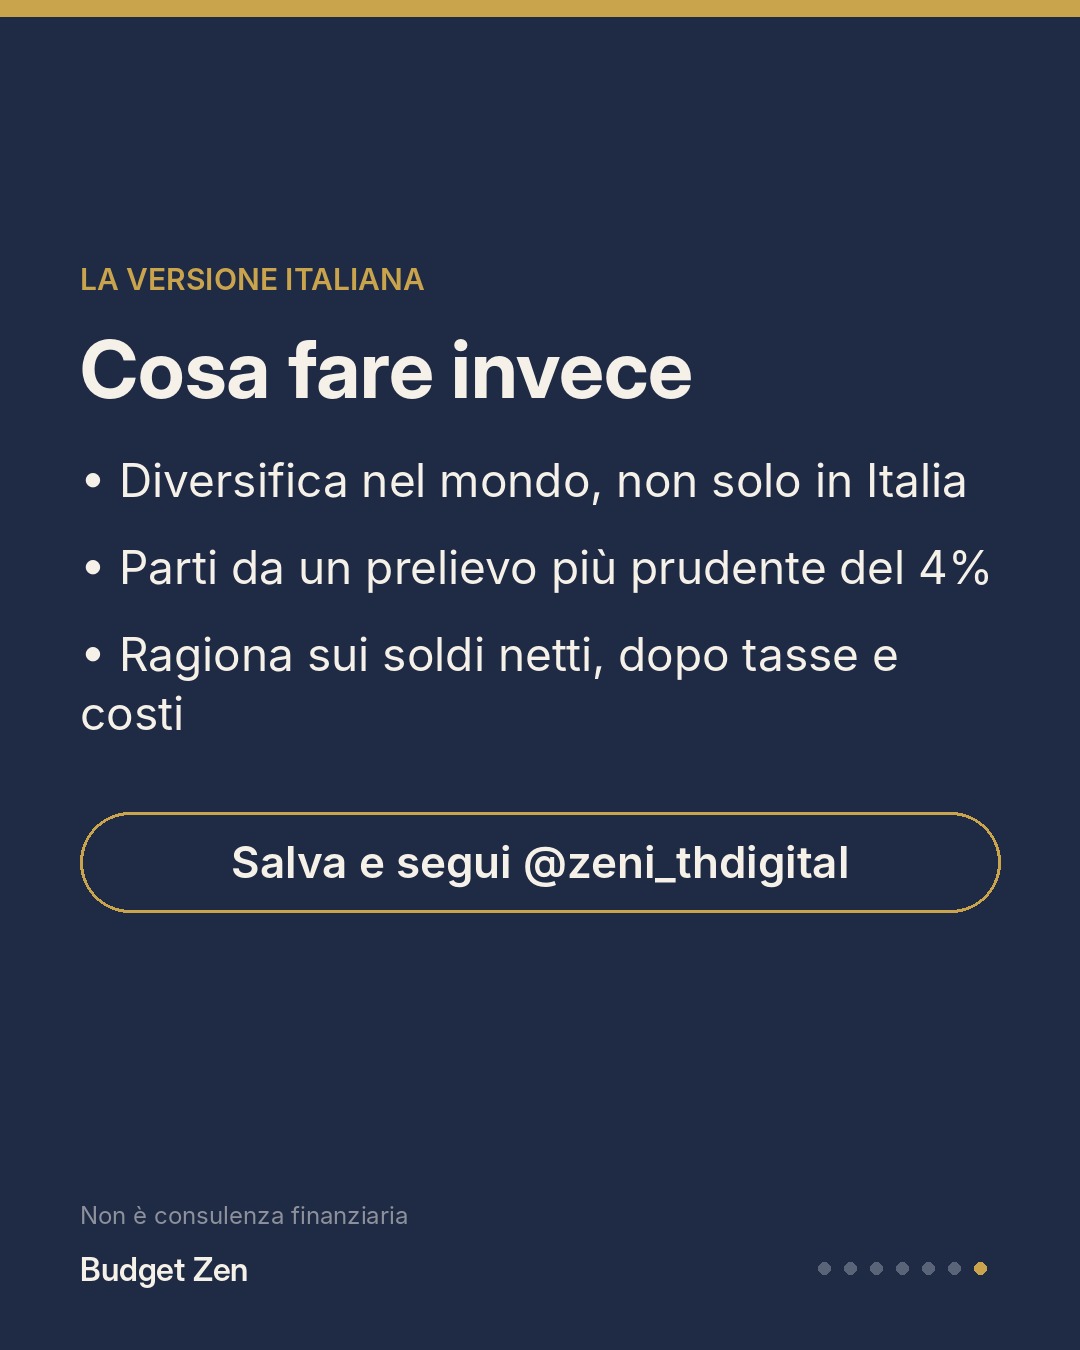 LA VERSIONE ITALIANA
Cosa fare invece
• Diversifica nel mondo, non solo in Italia
• Parti da un prelievo più prudente del 4%
• Ragiona sui soldi netti, dopo tasse e
costi
Salva e segui @zeni_thdigital
Non è consulenza finanziaria
Budget Zen